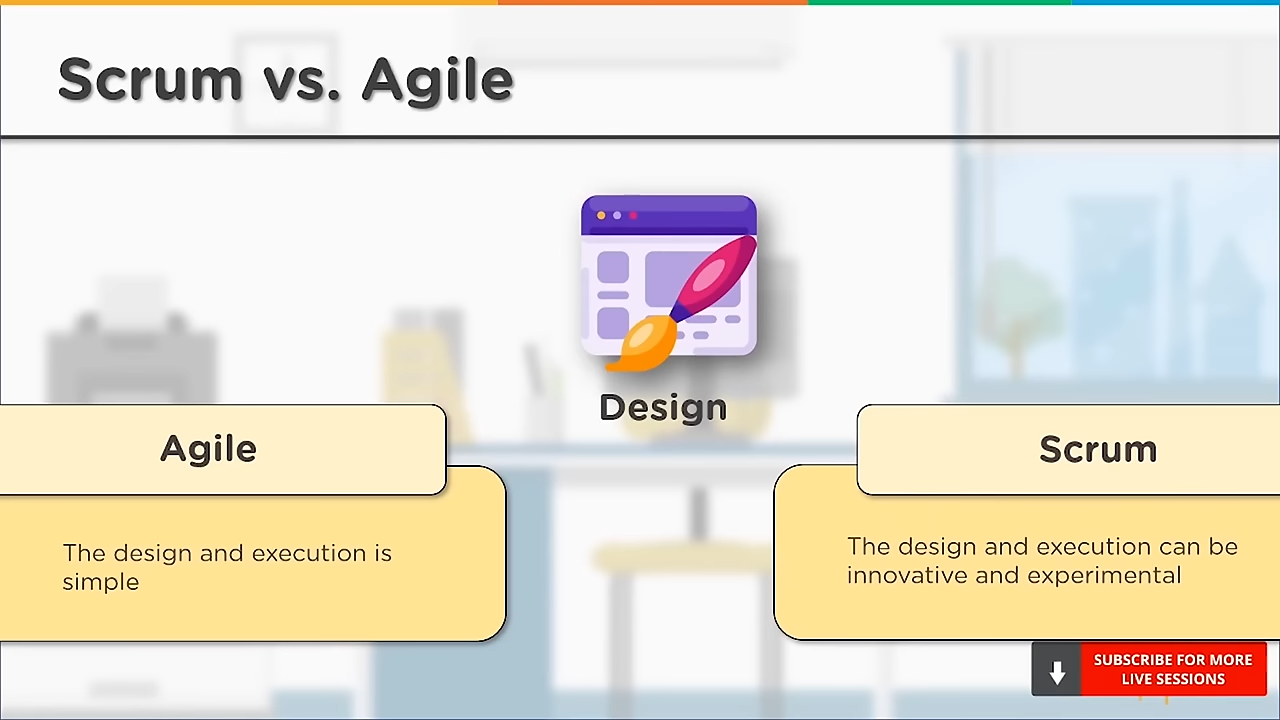 Scrum vs. Agile
Design
Agile
The design and execution is
simple
Scrum
The design and execution can be
innovative and experimental
SUBSCRIBE FOR MORE
LIVE SESSIONS